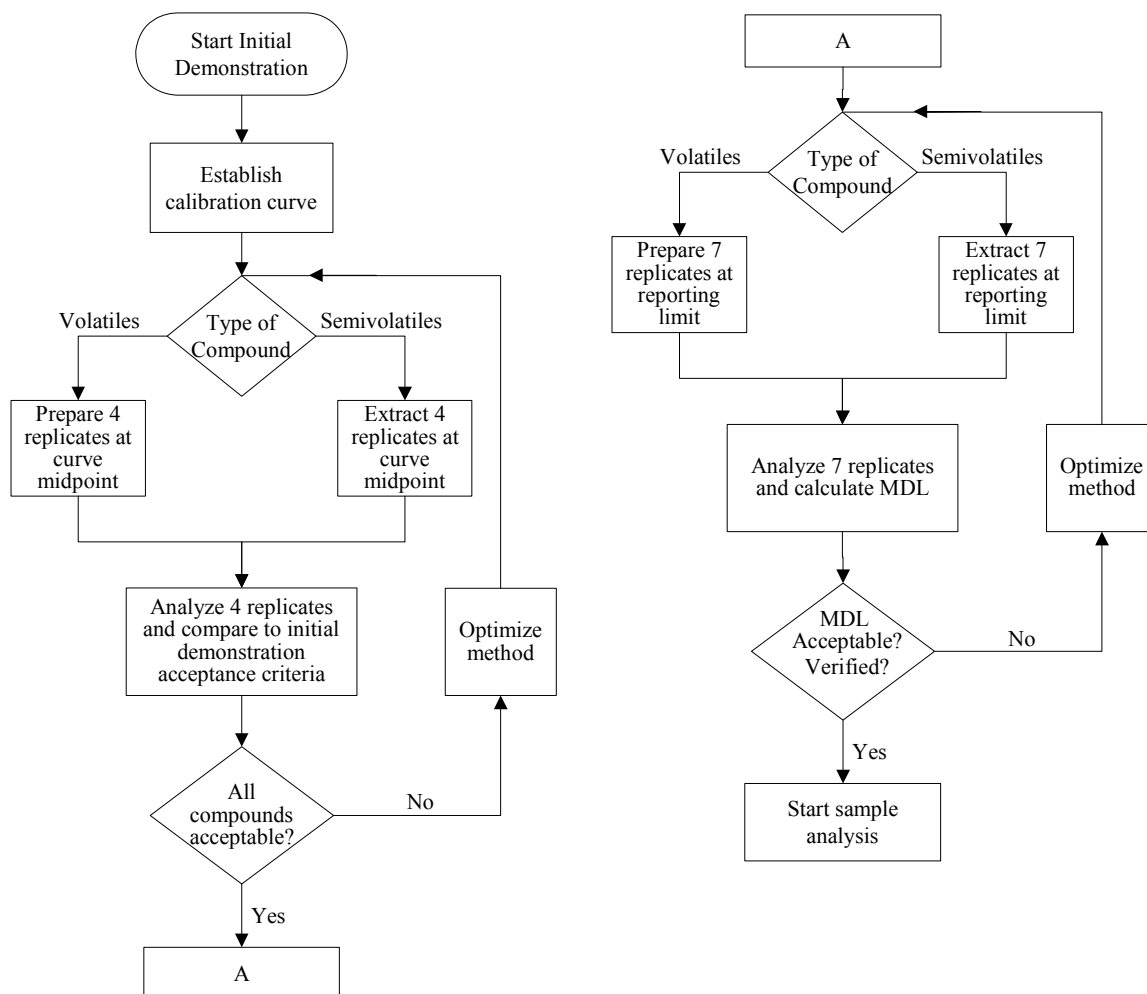 Start Initial
Demonstration
Establish
calibration curve
Volatiles
Type of
Compound
Semivolatiles
Prepare 4
replicates at
curve midpoint
Extract 4
replicates at
curve midpoint
Analyze 4 replicates
and compare to initial
demonstration
acceptance criteria
Optimize
method
All
compounds
acceptable?
No
Yes
A
A
Volatiles
Type of
Compound
Semivolatiles
Prepare 7
replicates at
reporting
limit
Extract 7
replicates at
reporting
limit
Analyze 7 replicates
and calculate MDL
Optimize
method
MDL
Acceptable?
Verified?
No
Yes
Start sample
analysis